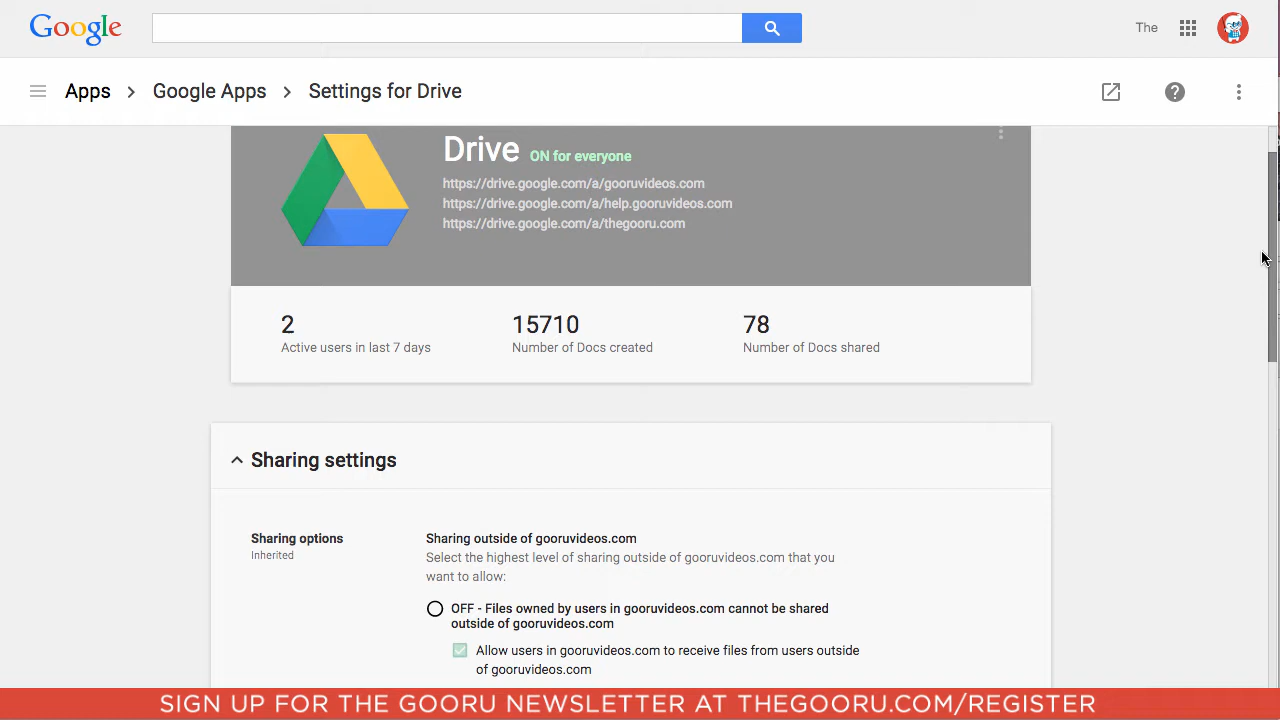 Google
The
Apps > Google Apps > Settings for Drive
Drive ON for everyone
https://drive.google.com/a/gooruvideos.com
https://drive.google.com/a/help.gooruvideos.com
https://drive.google.com/a/thegooru.com
2 15710 78
Active users in last 7 days Number of Docs created Number of Docs shared
Sharing settings
Sharing options Sharing outside of gooruvideos.com
Inherited Select the highest level of sharing outside of gooruvideos.com that you
want to allow:
OFF - Files owned by users in gooruvideos.com cannot be shared
outside of gooruvideos.com
Allow users in gooruvideos.com to receive files from users outside
of gooruvideos.com
SIGN UP FOR THE GOORU NEWSLETTER AT THEGOORU.COM/REGISTER